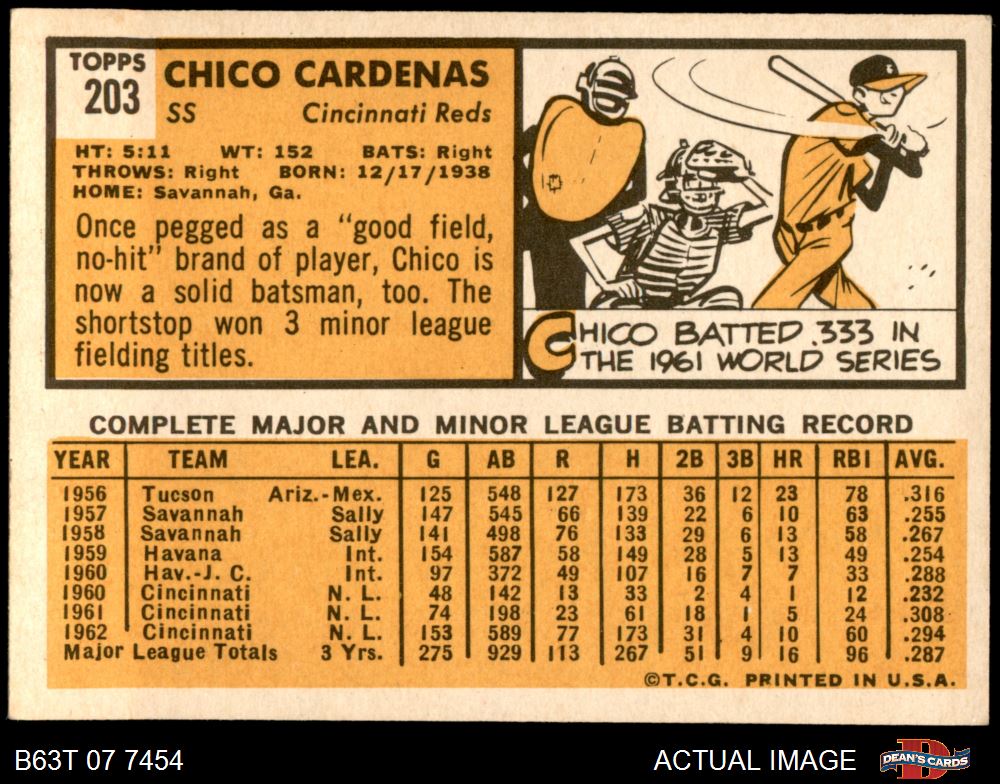 TOPPS
203
CHICO CARDENAS
SS Cincinnati Reds
HT: 5:11 WT: 152 BATS: Right
THROWS: Right BORN: 12/17/1938
HOME: Savannah, Ga.
Once pegged as a "good field,
no-hit" brand of player, Chico is
now a solid batsman, too. The
shortstop won 3 minor league
fielding titles.
CHICO BATTED .333 IN
THE 1961 WORLD SERIES
COMPLETE MAJOR AND MINOR LEAGUE BATTING RECORD
YEAR TEAM LEA. G AB R H 2B 3B HR RBI AVG.
1956 Tucson Ariz.-Mex. 125 548 127 173 36 12 23 78 .316
1957 Savannah Sally 147 545 66 139 22 6 10 63 .255
1958 Savannah Sally 141 498 76 133 29 6 13 58 .267
1959 Havana Int. 154 587 58 149 28 5 13 49 .254
1960 Hav.-J. C. Int. 97 372 49 107 16 7 7 33 .288
1960 Cincinnati N. L. 48 142 13 33 2 4 1 12 .232
1961 Cincinnati N. L. 74 198 23 61 18 1 5 24 .308
1962 Cincinnati N. L. 153 589 77 173 31 4 10 60 .294
Major League Totals 3 Yrs. 275 929 113 267 51 9 16 96 .287
©T.C.G. PRINTED IN U.S.A.
B63T 07 7454 ACTUAL IMAGE DEAN'S CARDS